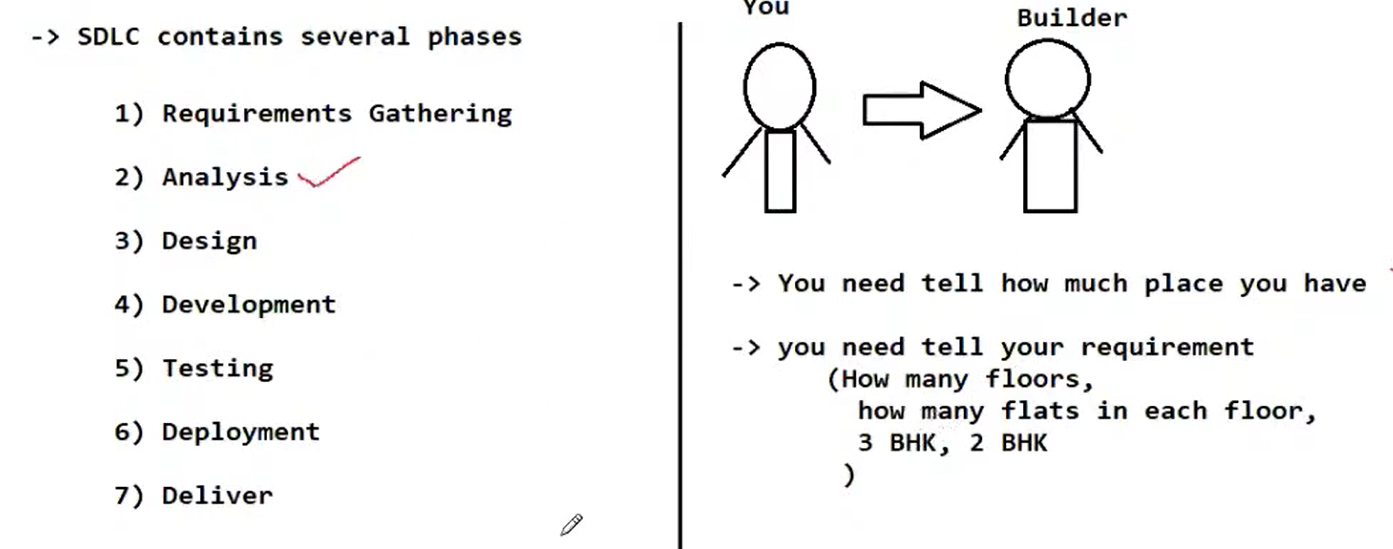 -> SDLC contains several phases
1) Requirements Gathering
2) Analysis
3) Design
4) Development
5) Testing
6) Deployment
7) Deliver
You
Builder
-> You need tell how much place you have
-> you need tell your requirement
(How many floors,
how many flats in each floor,
3 BHK, 2 BHK
)